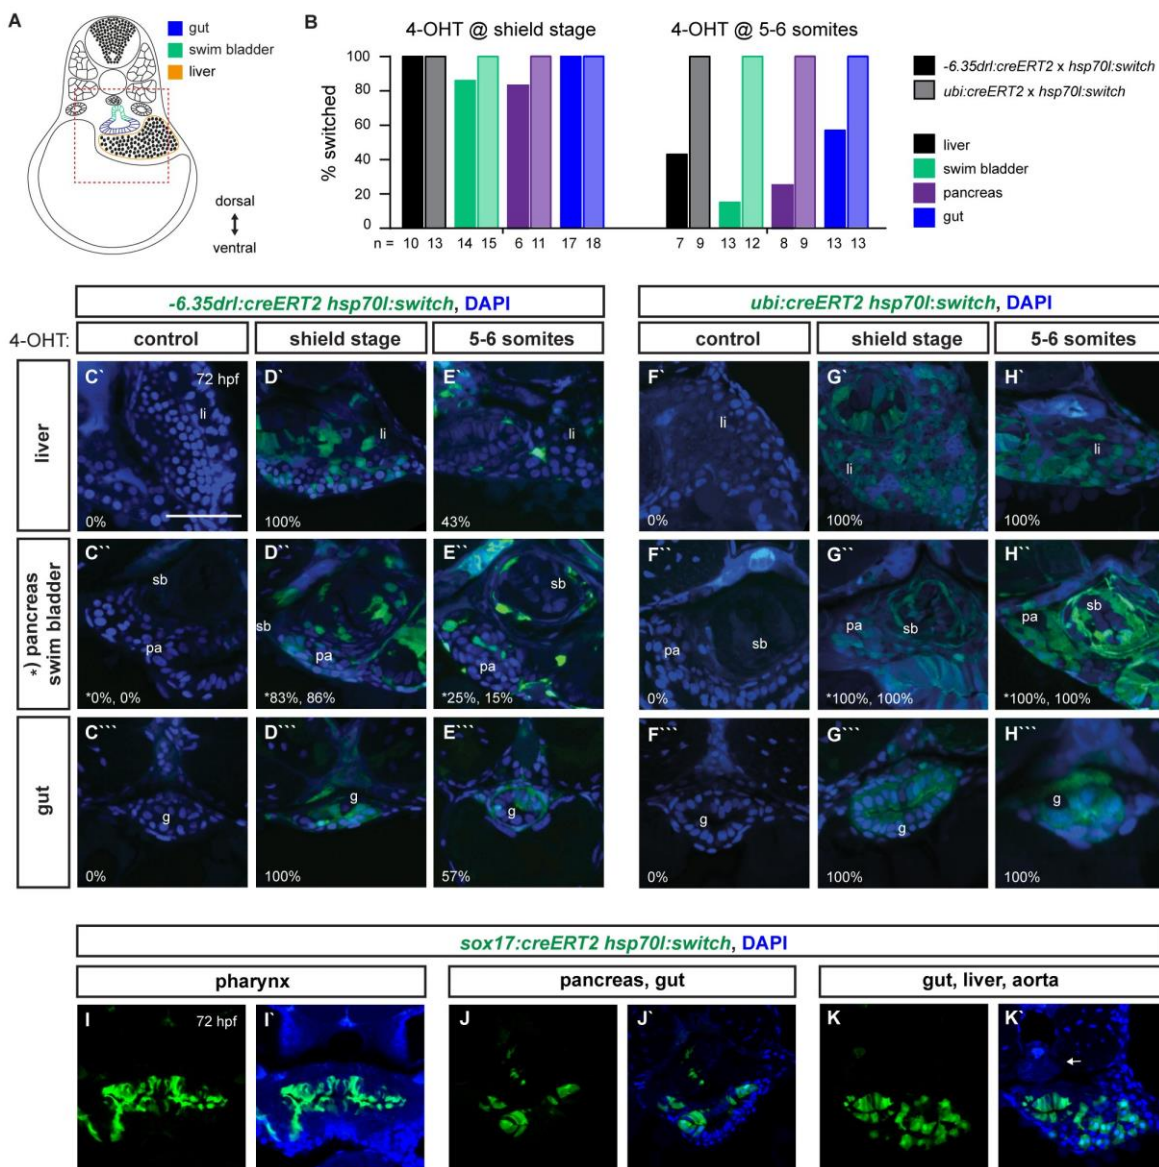 A
gut
swim bladder
liver
dorsal
ventral
B
4-OHT @ shield stage
4-OHT @ 5-6 somites
% switched
100
80
60
40
20
0
n = 10 13 14 15 6 11 17 18 7 9 13 12 8 9 13 13
-6.35drl:creERT2 x hsp70l:switch
ubi:creERT2 x hsp70l:switch
liver
swim bladder
pancreas
gut
-6.35drl:creERT2 hsp70l:switch, DAPI
ubi:creERT2 hsp70l:switch, DAPI
4-OHT:
control
shield stage
5-6 somites
control
shield stage
5-6 somites
liver
C` 72 hpf
li
0%
D`
li
100%
E`
li
43%
F`
li
0%
G`
li
100%
H`
li
100%
*) pancreas
swim bladder
C``
sb
pa
*0%, 0%
D``
sb
pa
*83%, 86%
E``
sb
pa
*25%, 15%
F``
sb
pa
0%
G``
pa
sb
*100%, 100%
H``
sb
pa
*100%, 100%
gut
C```
g
0%
D```
g
100%
E```
g
57%
F```
g
0%
G```
g
100%
H```
g
100%
sox17:creERT2 hsp70l:switch, DAPI
pharynx
pancreas, gut
gut, liver, aorta
I 72 hpf
I`
J
J`
K
K`